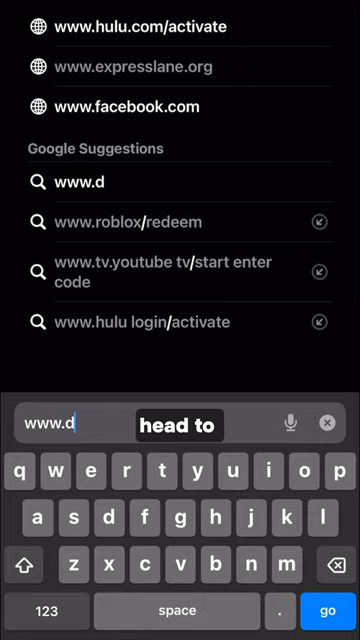 www.hulu.com/activate
www.expresslane.org
www.facebook.com
Google Suggestions
www.d
www.roblox/redeem
www.tv.youtube tv/start enter
code
www.hulu login/activate
www.d
head to
q w e r t y u i o p
a s d f g h j k l
z x c v b n m
123 space . go